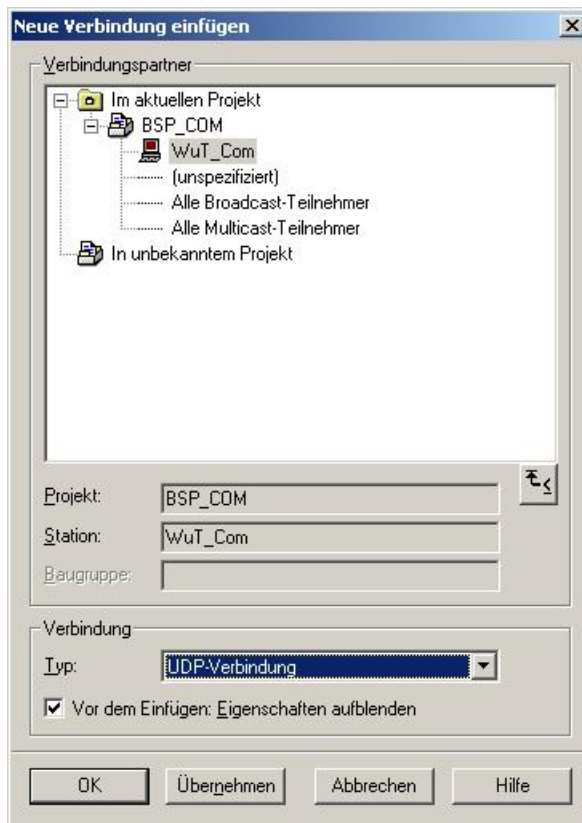 Neue Verbindung einfügen
Verbindungspartner
Im aktuellen Projekt
BSP_COM
WuT_Com
(unspezifiziert)
Alle Broadcast-Teilnehmer
Alle Multicast-Teilnehmer
In unbekanntem Projekt
Projekt: BSP_COM
Station: WuT_Com
Baugruppe:
Verbindung
Typ: UDP-Verbindung
Vor dem Einfügen: Eigenschaften aufblenden
OK Übernehmen Abbrechen Hilfe